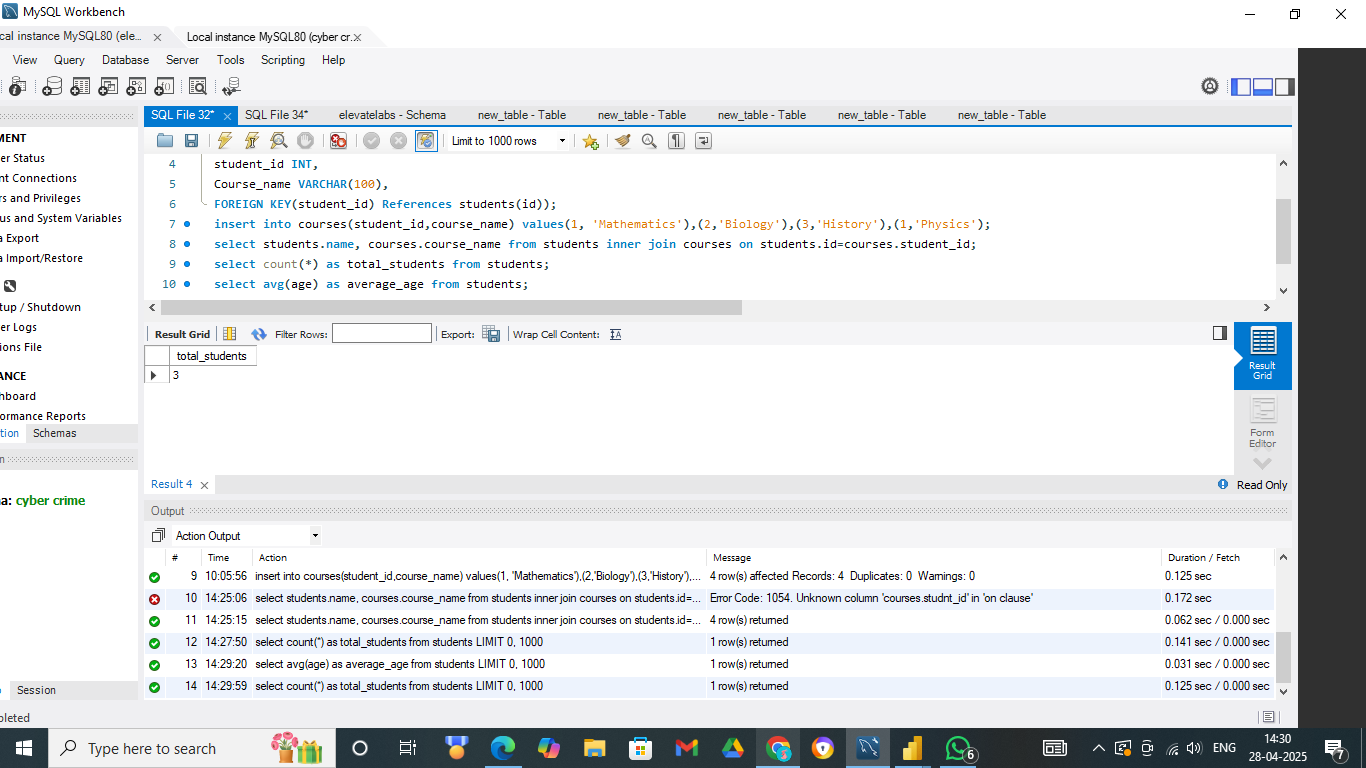 MySQL Workbench
cal instance MySQL80 (ele...
Local instance MySQL80 (cyber cr...
View Query Database Server Tools Scripting Help
SQL File 32* SQL File 34* elevatelabs - Schema new_table - Table new_table - Table new_table - Table new_table - Table new_table - Table
Limit to 1000 rows
MENT
er Status
nt Connections
rs and Privileges
us and System Variables
a Export
a Import/Restore
tup / Shutdown
er Logs
ions File
ANCE
hboard
ormance Reports
tion Schemas
n
a: cyber crime
Session
4 student_id INT,
5 Course_name VARCHAR(100),
6 FOREIGN KEY(student_id) References students(id));
7 insert into courses(student_id,course_name) values(1, 'Mathematics'),(2,'Biology'),(3,'History'),(1,'Physics');
8 select students.name, courses.course_name from students inner join courses on students.id=courses.student_id;
9 select count(*) as total_students from students;
10 select avg(age) as average_age from students;
Result Grid Filter Rows: Export: Wrap Cell Content:
total_students
3
Result Grid
Form Editor
Result 4
Read Only
Output
Action Output
# Time Action Message Duration / Fetch
9 10:05:56 insert into courses(student_id,course_name) values(1, 'Mathematics'),(2,'Biology'),(3,'History'),... 4 row(s) affected Records: 4 Duplicates: 0 Warnings: 0 0.125 sec
10 14:25:06 select students.name, courses.course_name from students inner join courses on students.id=... Error Code: 1054. Unknown column 'courses.studnt_id' in 'on clause' 0.172 sec
11 14:25:15 select students.name, courses.course_name from students inner join courses on students.id=... 4 row(s) returned 0.062 sec / 0.000 sec
12 14:27:50 select count(*) as total_students from students LIMIT 0, 1000 1 row(s) returned 0.141 sec / 0.000 sec
13 14:29:20 select avg(age) as average_age from students LIMIT 0, 1000 1 row(s) returned 0.031 sec / 0.000 sec
14 14:29:59 select count(*) as total_students from students LIMIT 0, 1000 1 row(s) returned 0.125 sec / 0.000 sec
pleted
Type here to search
6
ENG
14:30
28-04-2025
7